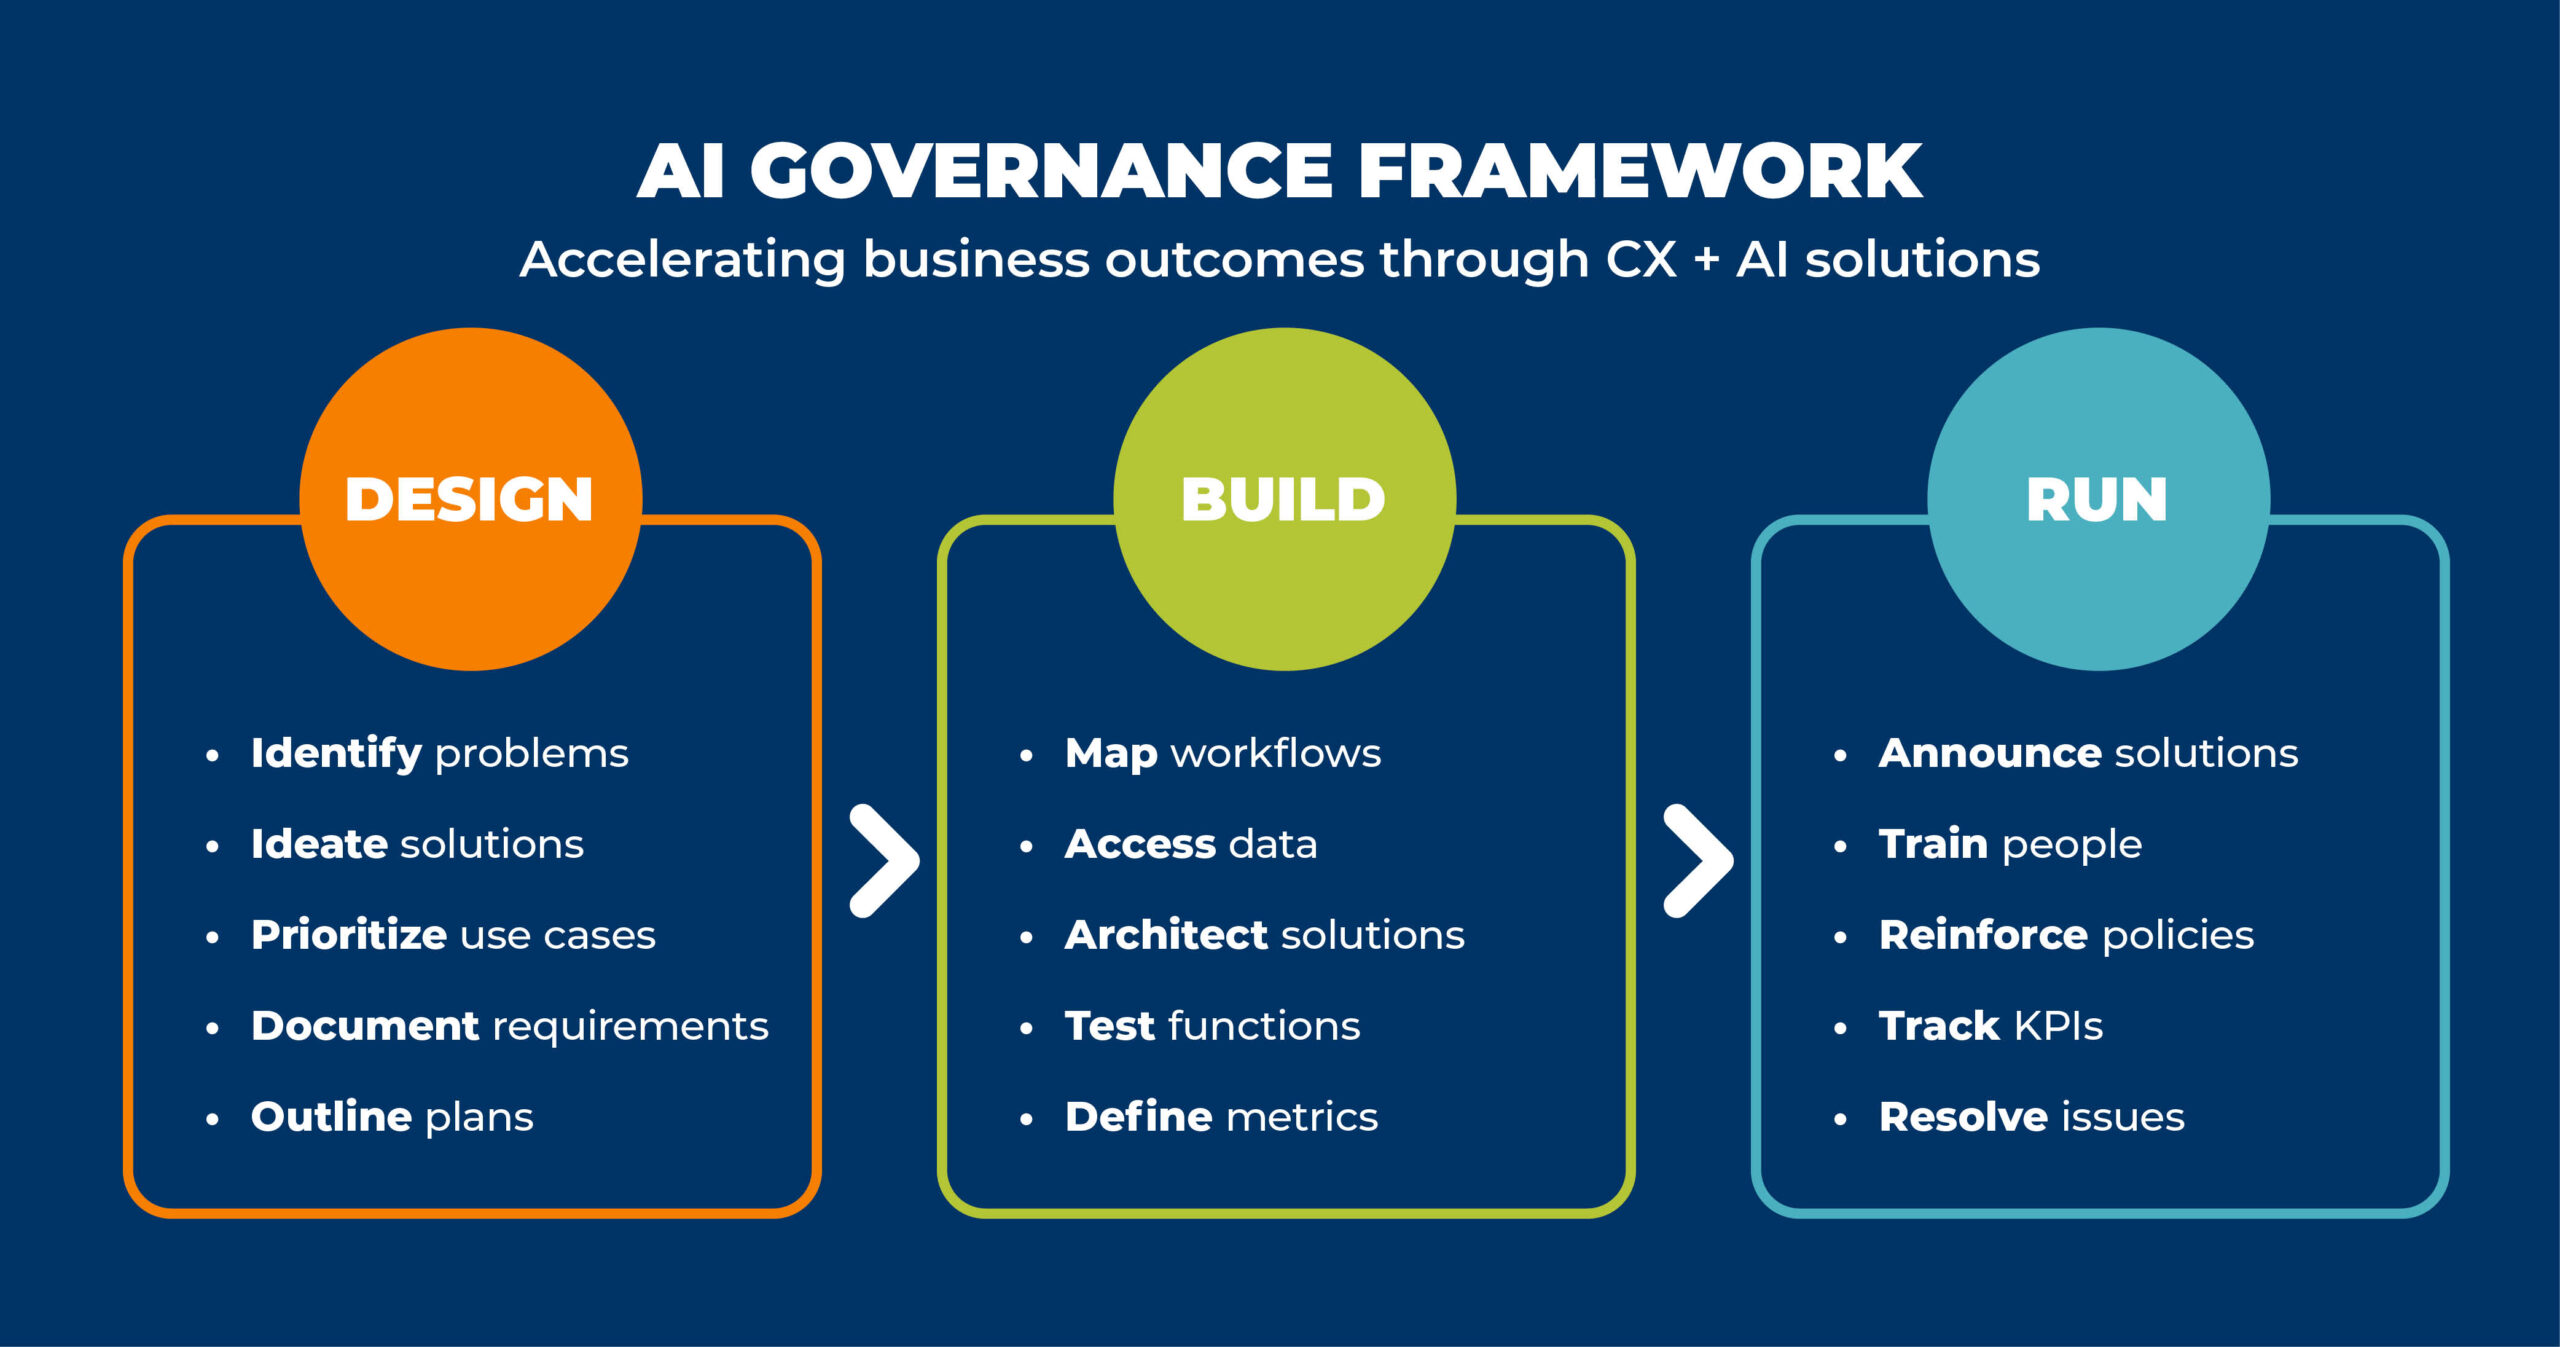 AI GOVERNANCE FRAMEWORK
Accelerating business outcomes through CX + AI solutions
DESIGN
• Identify problems
• Ideate solutions
• Prioritize use cases
• Document requirements
• Outline plans
BUILD
• Map workflows
• Access data
• Architect solutions
• Test functions
• Define metrics
RUN
• Announce solutions
• Train people
• Reinforce policies
• Track KPIs
• Resolve issues